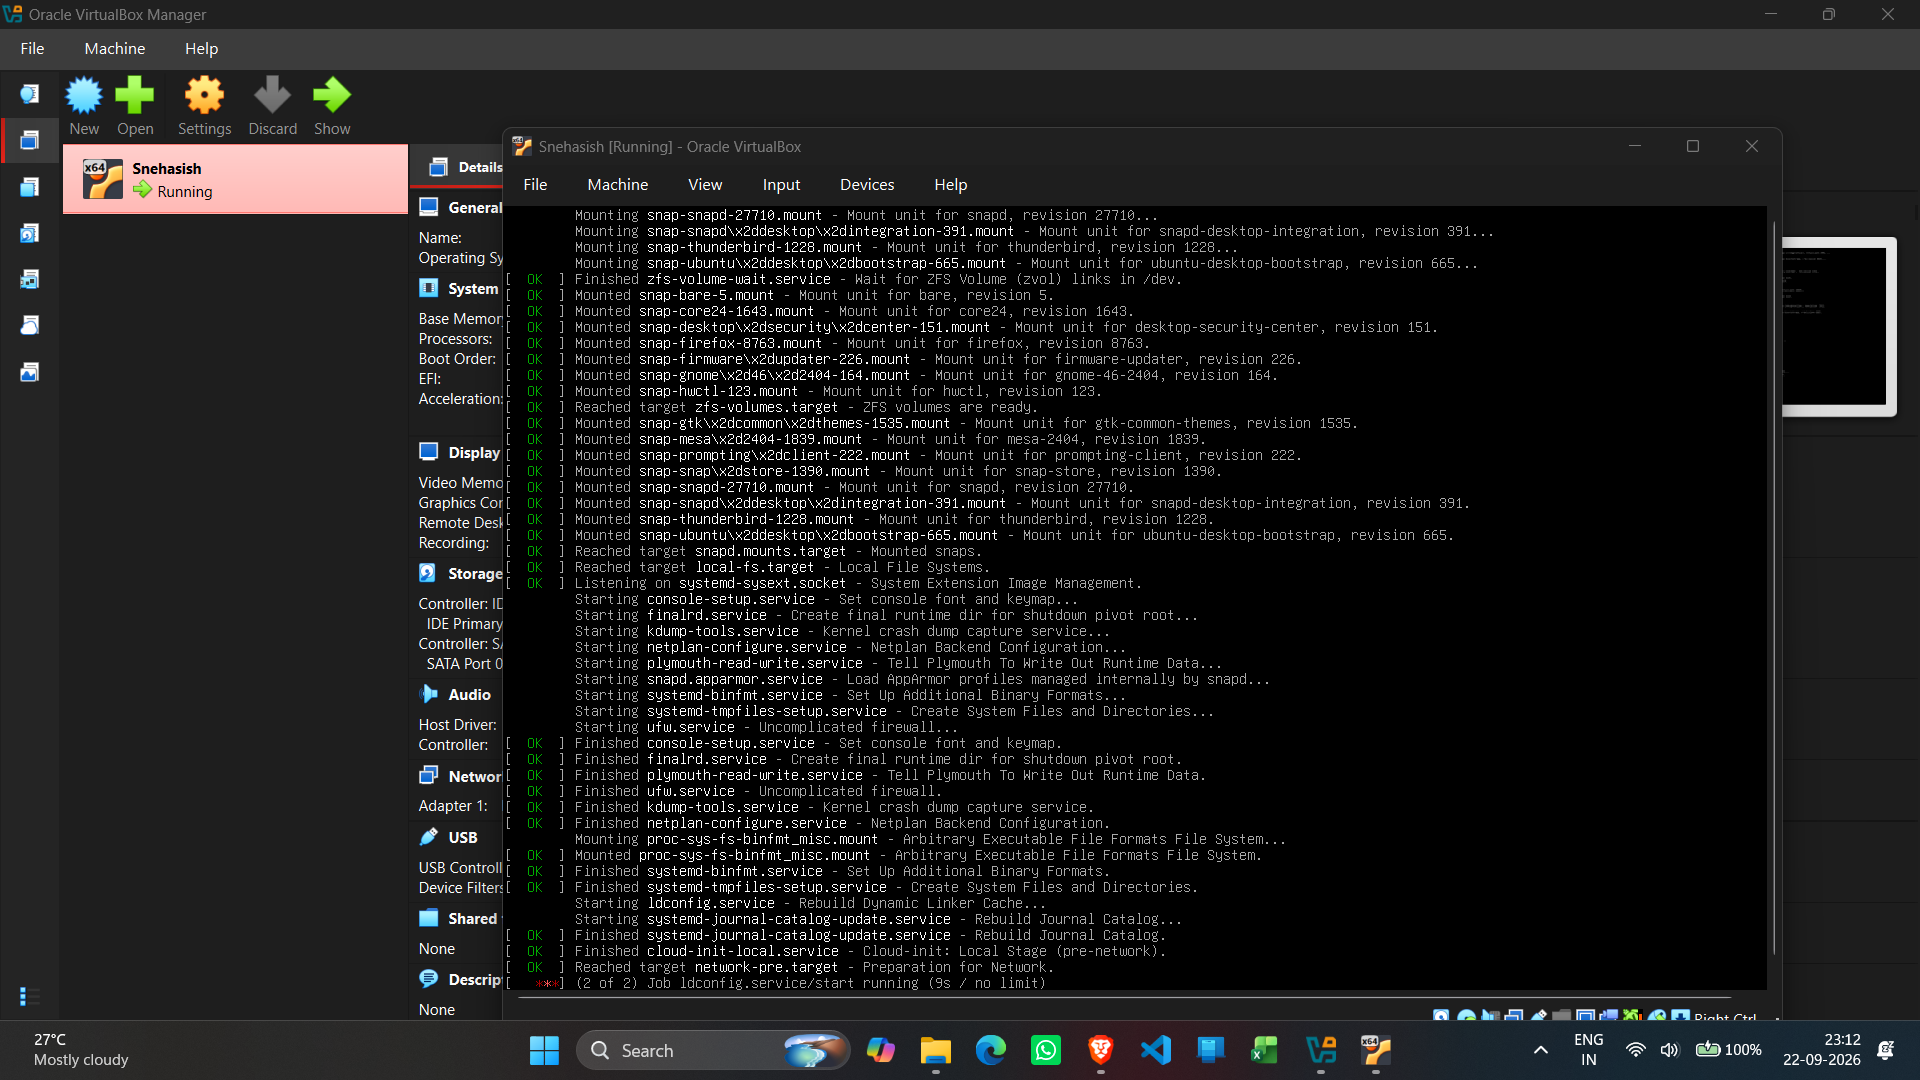 Oracle VirtualBox Manager
File Machine Help
New Open Settings Discard Show
x64 Snehasish
Running
Details
General
Name:
Operating Sy
System
Base Memor
Processors:
Boot Order:
EFI:
Acceleration:
Display
Video Memo
Graphics Cor
Remote Desk
Recording:
Storage
Controller: ID
IDE Primary
Controller: SA
SATA Port 0
Audio
Host Driver:
Controller:
Networ
Adapter 1:
USB
USB Controll
Device Filters
Shared
None
Descrip
None
Snehasish [Running] - Oracle VirtualBox
File Machine View Input Devices Help
Mounting snap-snapd-27710.mount - Mount unit for snapd, revision 27710...
Mounting snap-snapd\x2ddesktop\x2dintegration-391.mount - Mount unit for snapd-desktop-integration, revision 391...
Mounting snap-thunderbird-1228.mount - Mount unit for thunderbird, revision 1228...
Mounting snap-ubuntu\x2ddesktop\x2dbootstrap-665.mount - Mount unit for ubuntu-desktop-bootstrap, revision 665...
[ OK ] Finished zfs-volume-wait.service - Wait for ZFS Volume (zvol) links in /dev.
[ OK ] Mounted snap-bare-5.mount - Mount unit for bare, revision 5.
[ OK ] Mounted snap-core24-1643.mount - Mount unit for core24, revision 1643.
[ OK ] Mounted snap-desktop\x2dsecurity\x2dcenter-151.mount - Mount unit for desktop-security-center, revision 151.
[ OK ] Mounted snap-firefox-8763.mount - Mount unit for firefox, revision 8763.
[ OK ] Mounted snap-firmware\x2dupdater-226.mount - Mount unit for firmware-updater, revision 226.
[ OK ] Mounted snap-gnome\x2d46\x2d2404-164.mount - Mount unit for gnome-46-2404, revision 164.
[ OK ] Mounted snap-hwctl-123.mount - Mount unit for hwctl, revision 123.
[ OK ] Reached target zfs-volumes.target - ZFS volumes are ready.
[ OK ] Mounted snap-gtk\x2dcommon\x2dthemes-1535.mount - Mount unit for gtk-common-themes, revision 1535.
[ OK ] Mounted snap-mesa\x2d2404-1839.mount - Mount unit for mesa-2404, revision 1839.
[ OK ] Mounted snap-prompting\x2dclient-222.mount - Mount unit for prompting-client, revision 222.
[ OK ] Mounted snap-snap\x2dstore-1390.mount - Mount unit for snap-store, revision 1390.
[ OK ] Mounted snap-snapd-27710.mount - Mount unit for snapd, revision 27710.
[ OK ] Mounted snap-snapd\x2ddesktop\x2dintegration-391.mount - Mount unit for snapd-desktop-integration, revision 391.
[ OK ] Mounted snap-thunderbird-1228.mount - Mount unit for thunderbird, revision 1228.
[ OK ] Mounted snap-ubuntu\x2ddesktop\x2dbootstrap-665.mount - Mount unit for ubuntu-desktop-bootstrap, revision 665.
[ OK ] Reached target snapd.mounts.target - Mounted snaps.
[ OK ] Reached target local-fs.target - Local File Systems.
[ OK ] Listening on systemd-sysext.socket - System Extension Image Management.
Starting console-setup.service - Set console font and keymap...
Starting finalrd.service - Create final runtime dir for shutdown pivot root...
Starting kdump-tools.service - Kernel crash dump capture service...
Starting netplan-configure.service - Netplan Backend Configuration...
Starting plymouth-read-write.service - Tell Plymouth To Write Out Runtime Data...
Starting snapd.apparmor.service - Load AppArmor profiles managed internally by snapd...
Starting systemd-binfmt.service - Set Up Additional Binary Formats...
Starting systemd-tmpfiles-setup.service - Create System Files and Directories...
Starting ufw.service - Uncomplicated firewall...
[ OK ] Finished console-setup.service - Set console font and keymap.
[ OK ] Finished finalrd.service - Create final runtime dir for shutdown pivot root.
[ OK ] Finished plymouth-read-write.service - Tell Plymouth To Write Out Runtime Data.
[ OK ] Finished ufw.service - Uncomplicated firewall.
[ OK ] Finished kdump-tools.service - Kernel crash dump capture service.
[ OK ] Finished netplan-configure.service - Netplan Backend Configuration.
Mounting proc-sys-fs-binfmt_misc.mount - Arbitrary Executable File Formats File System...
[ OK ] Mounted proc-sys-fs-binfmt_misc.mount - Arbitrary Executable File Formats File System.
[ OK ] Finished systemd-binfmt.service - Set Up Additional Binary Formats.
[ OK ] Finished systemd-tmpfiles-setup.service - Create System Files and Directories.
Starting ldconfig.service - Rebuild Dynamic Linker Cache...
Starting systemd-journal-catalog-update.service - Rebuild Journal Catalog...
[ OK ] Finished systemd-journal-catalog-update.service - Rebuild Journal Catalog.
[ OK ] Finished cloud-init-local.service - Cloud-init: Local Stage (pre-network).
[ OK ] Reached target network-pre.target - Preparation for Network.
[ ***] (2 of 2) Job ldconfig.service/start running (9s / no limit)
Right Ctrl
27°C
Mostly cloudy
Search
ENG
IN
100%
23:12
22-09-2026